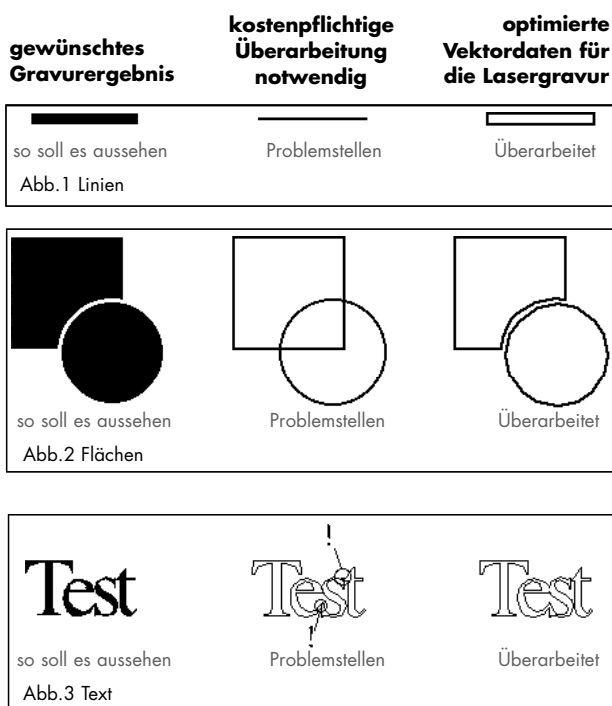 gewünschtes
Gravurergebnis
kostenpflichtige
Überarbeitung
notwendig
optimierte
Vektordaten für
die Lasergravur
so soll es aussehen Problemstellen Überarbeitet
Abb.1 Linien
so soll es aussehen Problemstellen Überarbeitet
Abb.2 Flächen
!
Test Test Test
!
so soll es aussehen Problemstellen Überarbeitet
Abb.3 Text